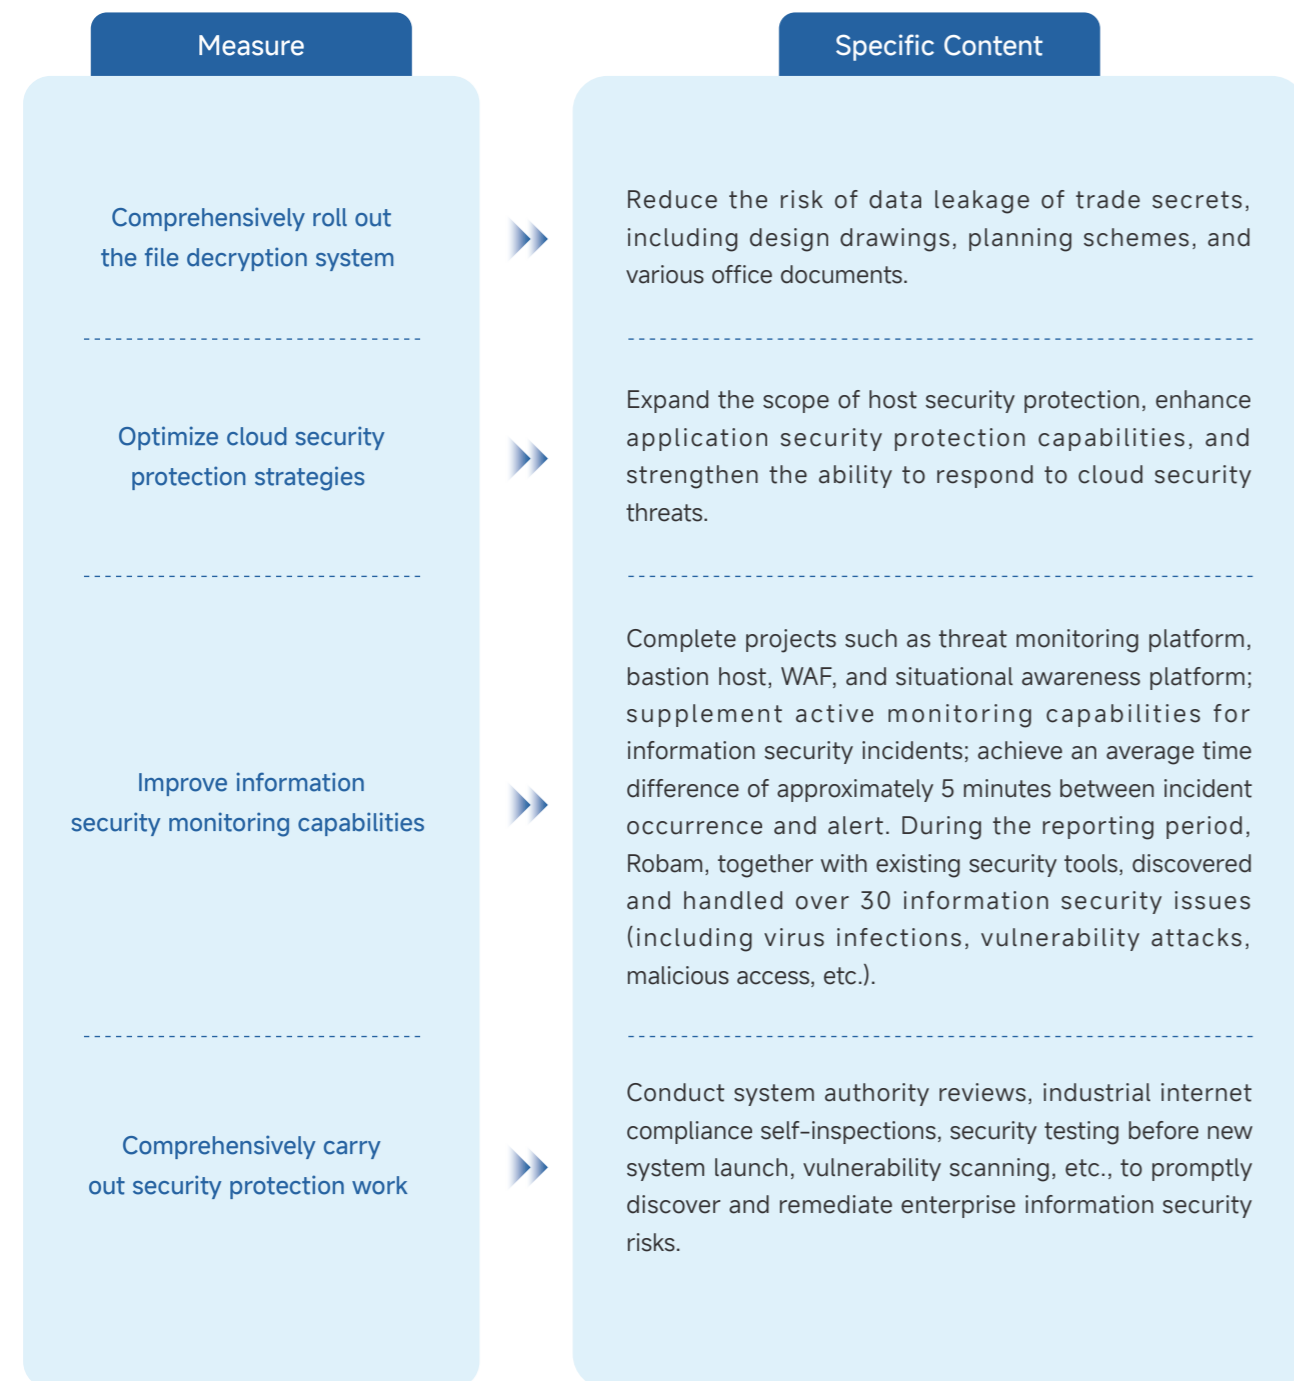 Measure
Specific Content
Comprehensively roll out
the file decryption system
Reduce the risk of data leakage of trade secrets,
including design drawings, planning schemes, and
various office documents.
Optimize cloud security
protection strategies
Expand the scope of host security protection, enhance
application security protection capabilities, and
strengthen the ability to respond to cloud security
threats.
Improve information
security monitoring capabilities
Complete projects such as threat monitoring platform,
bastion host, WAF, and situational awareness platform;
supplement active monitoring capabilities for
information security incidents; achieve an average time
difference of approximately 5 minutes between incident
occurrence and alert. During the reporting period,
Robam, together with existing security tools, discovered
and handled over 30 information security issues
(including virus infections, vulnerability attacks,
malicious access, etc.).
Comprehensively carry
out security protection work
Conduct system authority reviews, industrial internet
compliance self-inspections, security testing before new
system launch, vulnerability scanning, etc., to promptly
discover and remediate enterprise information security
risks.